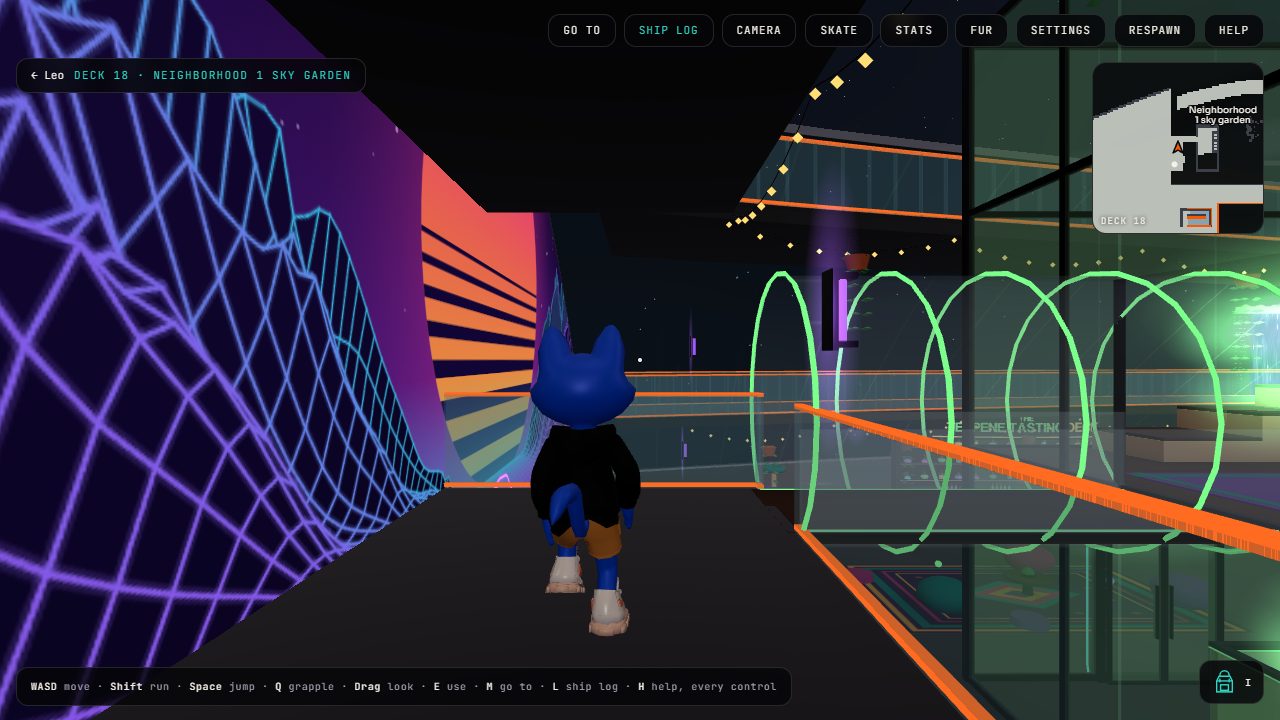 GO TO
SHIP LOG
CAMERA
SKATE
STATS
FUR
SETTINGS
RESPAWN
HELP
← Leo DECK 18 · NEIGHBORHOOD 1 SKY GARDEN
Neighborhood
1 sky garden
DECK 18
THE
TASTING
WASD move · Shift run · Space jump · Q grapple · Drag look · E use · M go to · L ship log · H help, every control
I